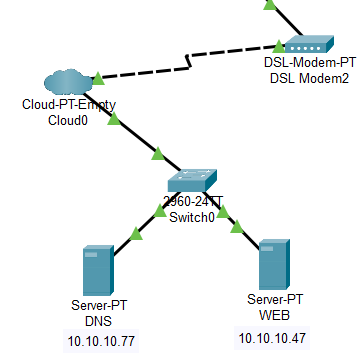 DSL-Modem-PT
DSL Modem2
Cloud-PT-Empty
Cloud0
2960-24TT
Switch0
Server-PT
DNS
10.10.10.77
Server-PT
WEB
10.10.10.47